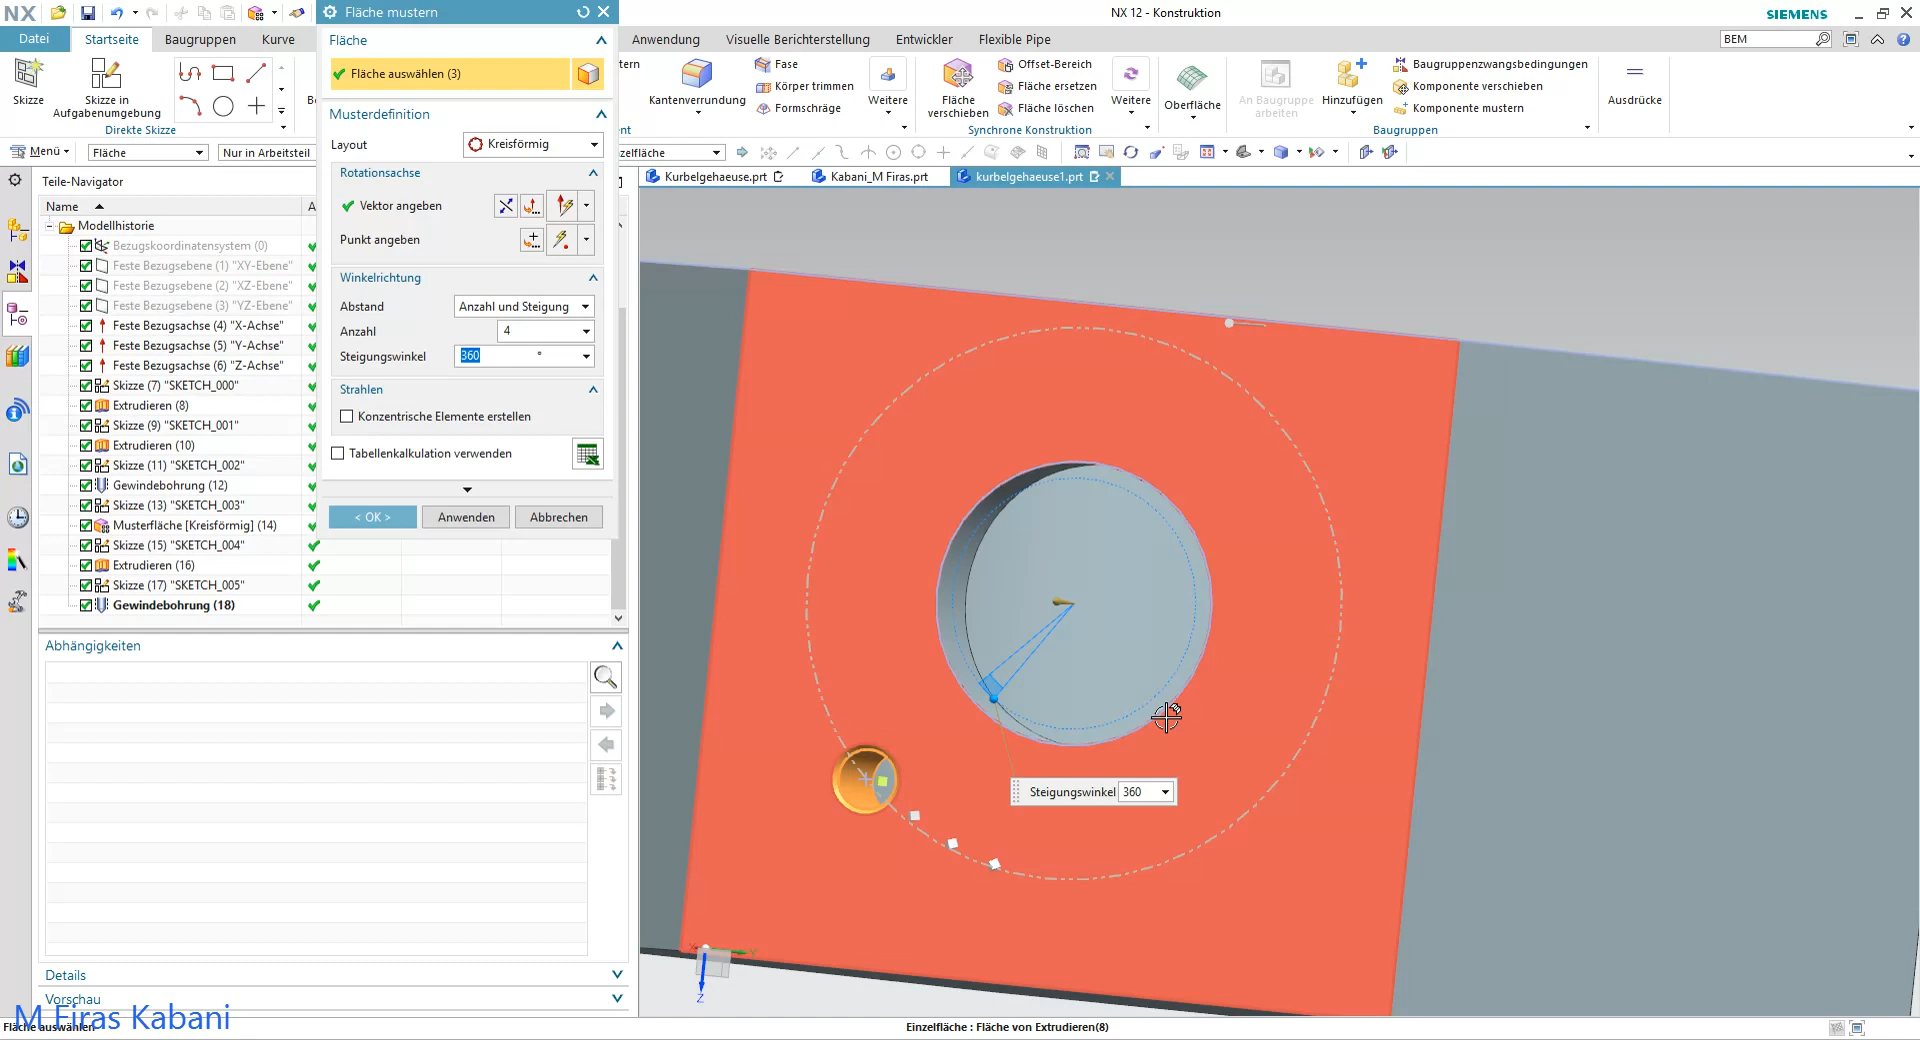 NX
Fläche mustern
NX 12 - Konstruktion
SIEMENS
Datei
Startseite
Baugruppen
Kurve
Anwendung
Visuelle Berichterstellung
Entwickler
Flexible Pipe
BEM
Skizze
Skizze in
Aufgabenumgebung
Direkte Skizze
Fläche
Fläche auswählen (3)
Musterdefinition
Layout
Kreisförmig
Rotationsachse
Vektor angeben
Punkt angeben
Winkelrichtung
Abstand
Anzahl und Steigung
Anzahl
4
Steigungswinkel
360
°
Strahlen
Konzentrische Elemente erstellen
Tabellenkalkulation verwenden
< OK >
Anwenden
Abbrechen
Kantenverrundung
Fase
Körper trimmen
Formschräge
Weitere
Fläche
verschieben
Offset-Bereich
Fläche ersetzen
Fläche löschen
Weitere
Synchrone Konstruktion
Oberfläche
An Baugruppe
arbeiten
Hinzufügen
Baugruppenzwangsbedingungen
Komponente verschieben
Komponente mustern
Baugruppen
Ausdrücke
Menü
Fläche
Nur in Arbeitsteil
zelfläche
Kurbelgehaeuse.prt
Kabani_M Firas.prt
kurbelgehaeuse1.prt
Teile-Navigator
Name
A
Modellhistorie
Bezugskoordinatensystem (0)
Feste Bezugsebene (1) "XY-Ebene"
Feste Bezugsebene (2) "XZ-Ebene"
Feste Bezugsebene (3) "YZ-Ebene"
Feste Bezugsachse (4) "X-Achse"
Feste Bezugsachse (5) "Y-Achse"
Feste Bezugsachse (6) "Z-Achse"
Skizze (7) "SKETCH_000"
Extrudieren (8)
Skizze (9) "SKETCH_001"
Extrudieren (10)
Skizze (11) "SKETCH_002"
Gewindebohrung (12)
Skizze (13) "SKETCH_003"
Musterfläche [Kreisförmig] (14)
Skizze (15) "SKETCH_004"
Extrudieren (16)
Skizze (17) "SKETCH_005"
Gewindebohrung (18)
Abhängigkeiten
Details
Vorschau
Steigungswinkel 360
X
Y
Z
M Firas Kabani
Fläche auswählen
Einzelfläche : Fläche von Extrudieren(8)